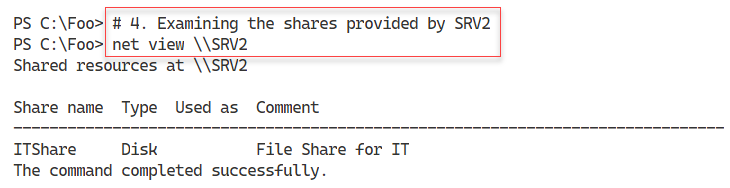 PS C:\Foo> # 4. Examining the shares provided by SRV2
PS C:\Foo> net view \\SRV2
Shared resources at \\SRV2
Share name  Type  Used as  Comment
-------------------------------------------------------------------------------
ITShare     Disk           File Share for IT
The command completed successfully.